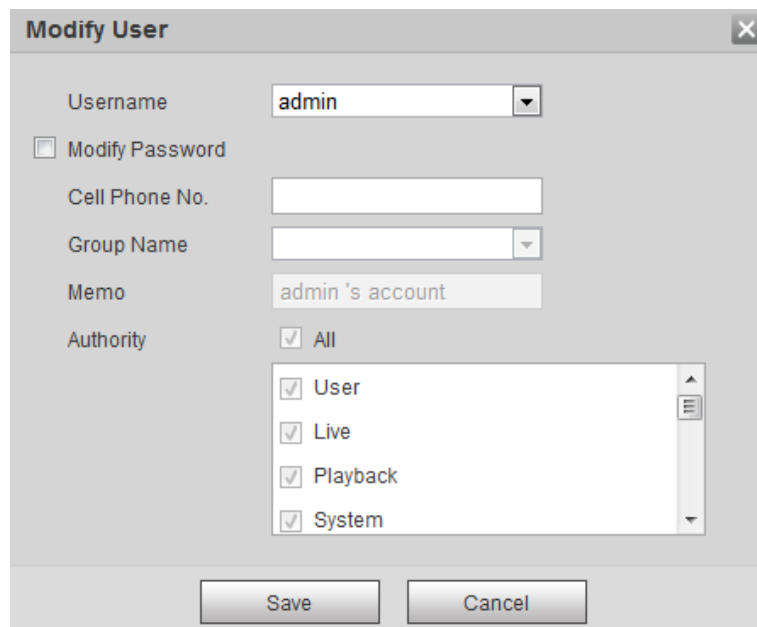 Modify User
Username admin
Modify Password
Cell Phone No.
Group Name
Memo admin 's account
Authority All
User
Live
Playback
System
Save Cancel